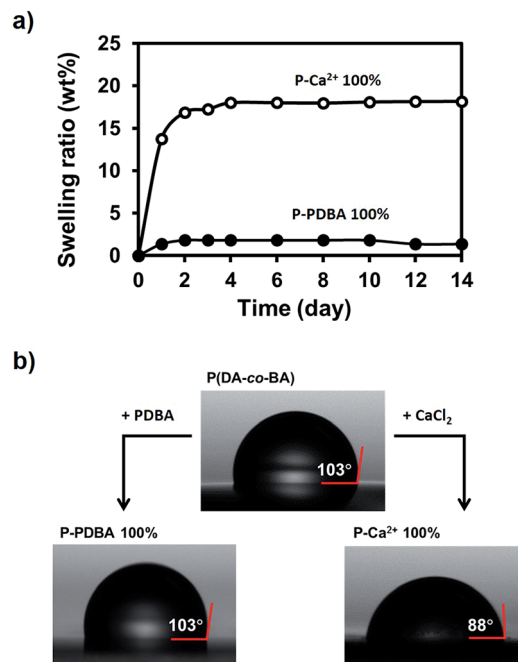 a)
25
20
15
10
5
0
Swelling ratio (wt%)
P-Ca²⁺ 100%
P-PDBA 100%
0 2 4 6 8 10 12 14
Time (day)
b)
P(DA-co-BA)
+ PDBA
+ CaCl₂
103°
P-PDBA 100%
P-Ca²⁺ 100%
103°
88°